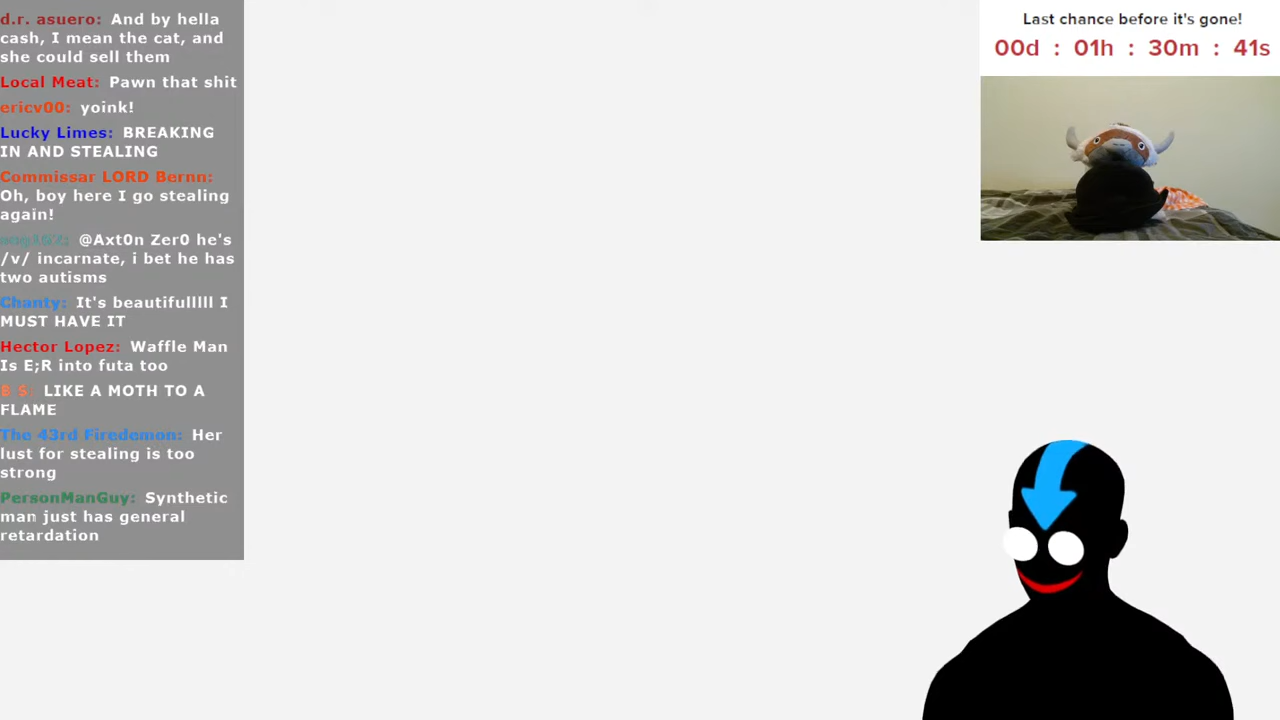 d.r. asuero: And by hella
cash, I mean the cat, and
she could sell them
Local Meat: Pawn that shit
ericv00: yoink!
Lucky Limes: BREAKING
IN AND STEALING
Commissar LORD Bernn:
Oh, boy here I go stealing
again!
@Axt0n Zer0 he's
/v/ incarnate, i bet he has
two autisms
Chanty: It's beautifullll I
MUST HAVE IT
Hector Lopez: Waffle Man
Is E;R into futa too
B S: LIKE A MOTH TO A
FLAME
The 43rd Firedemon: Her
lust for stealing is too
strong
PersonManGuy: Synthetic
man just has general
retardation
Last chance before it's gone!
00d : 01h : 30m : 41s